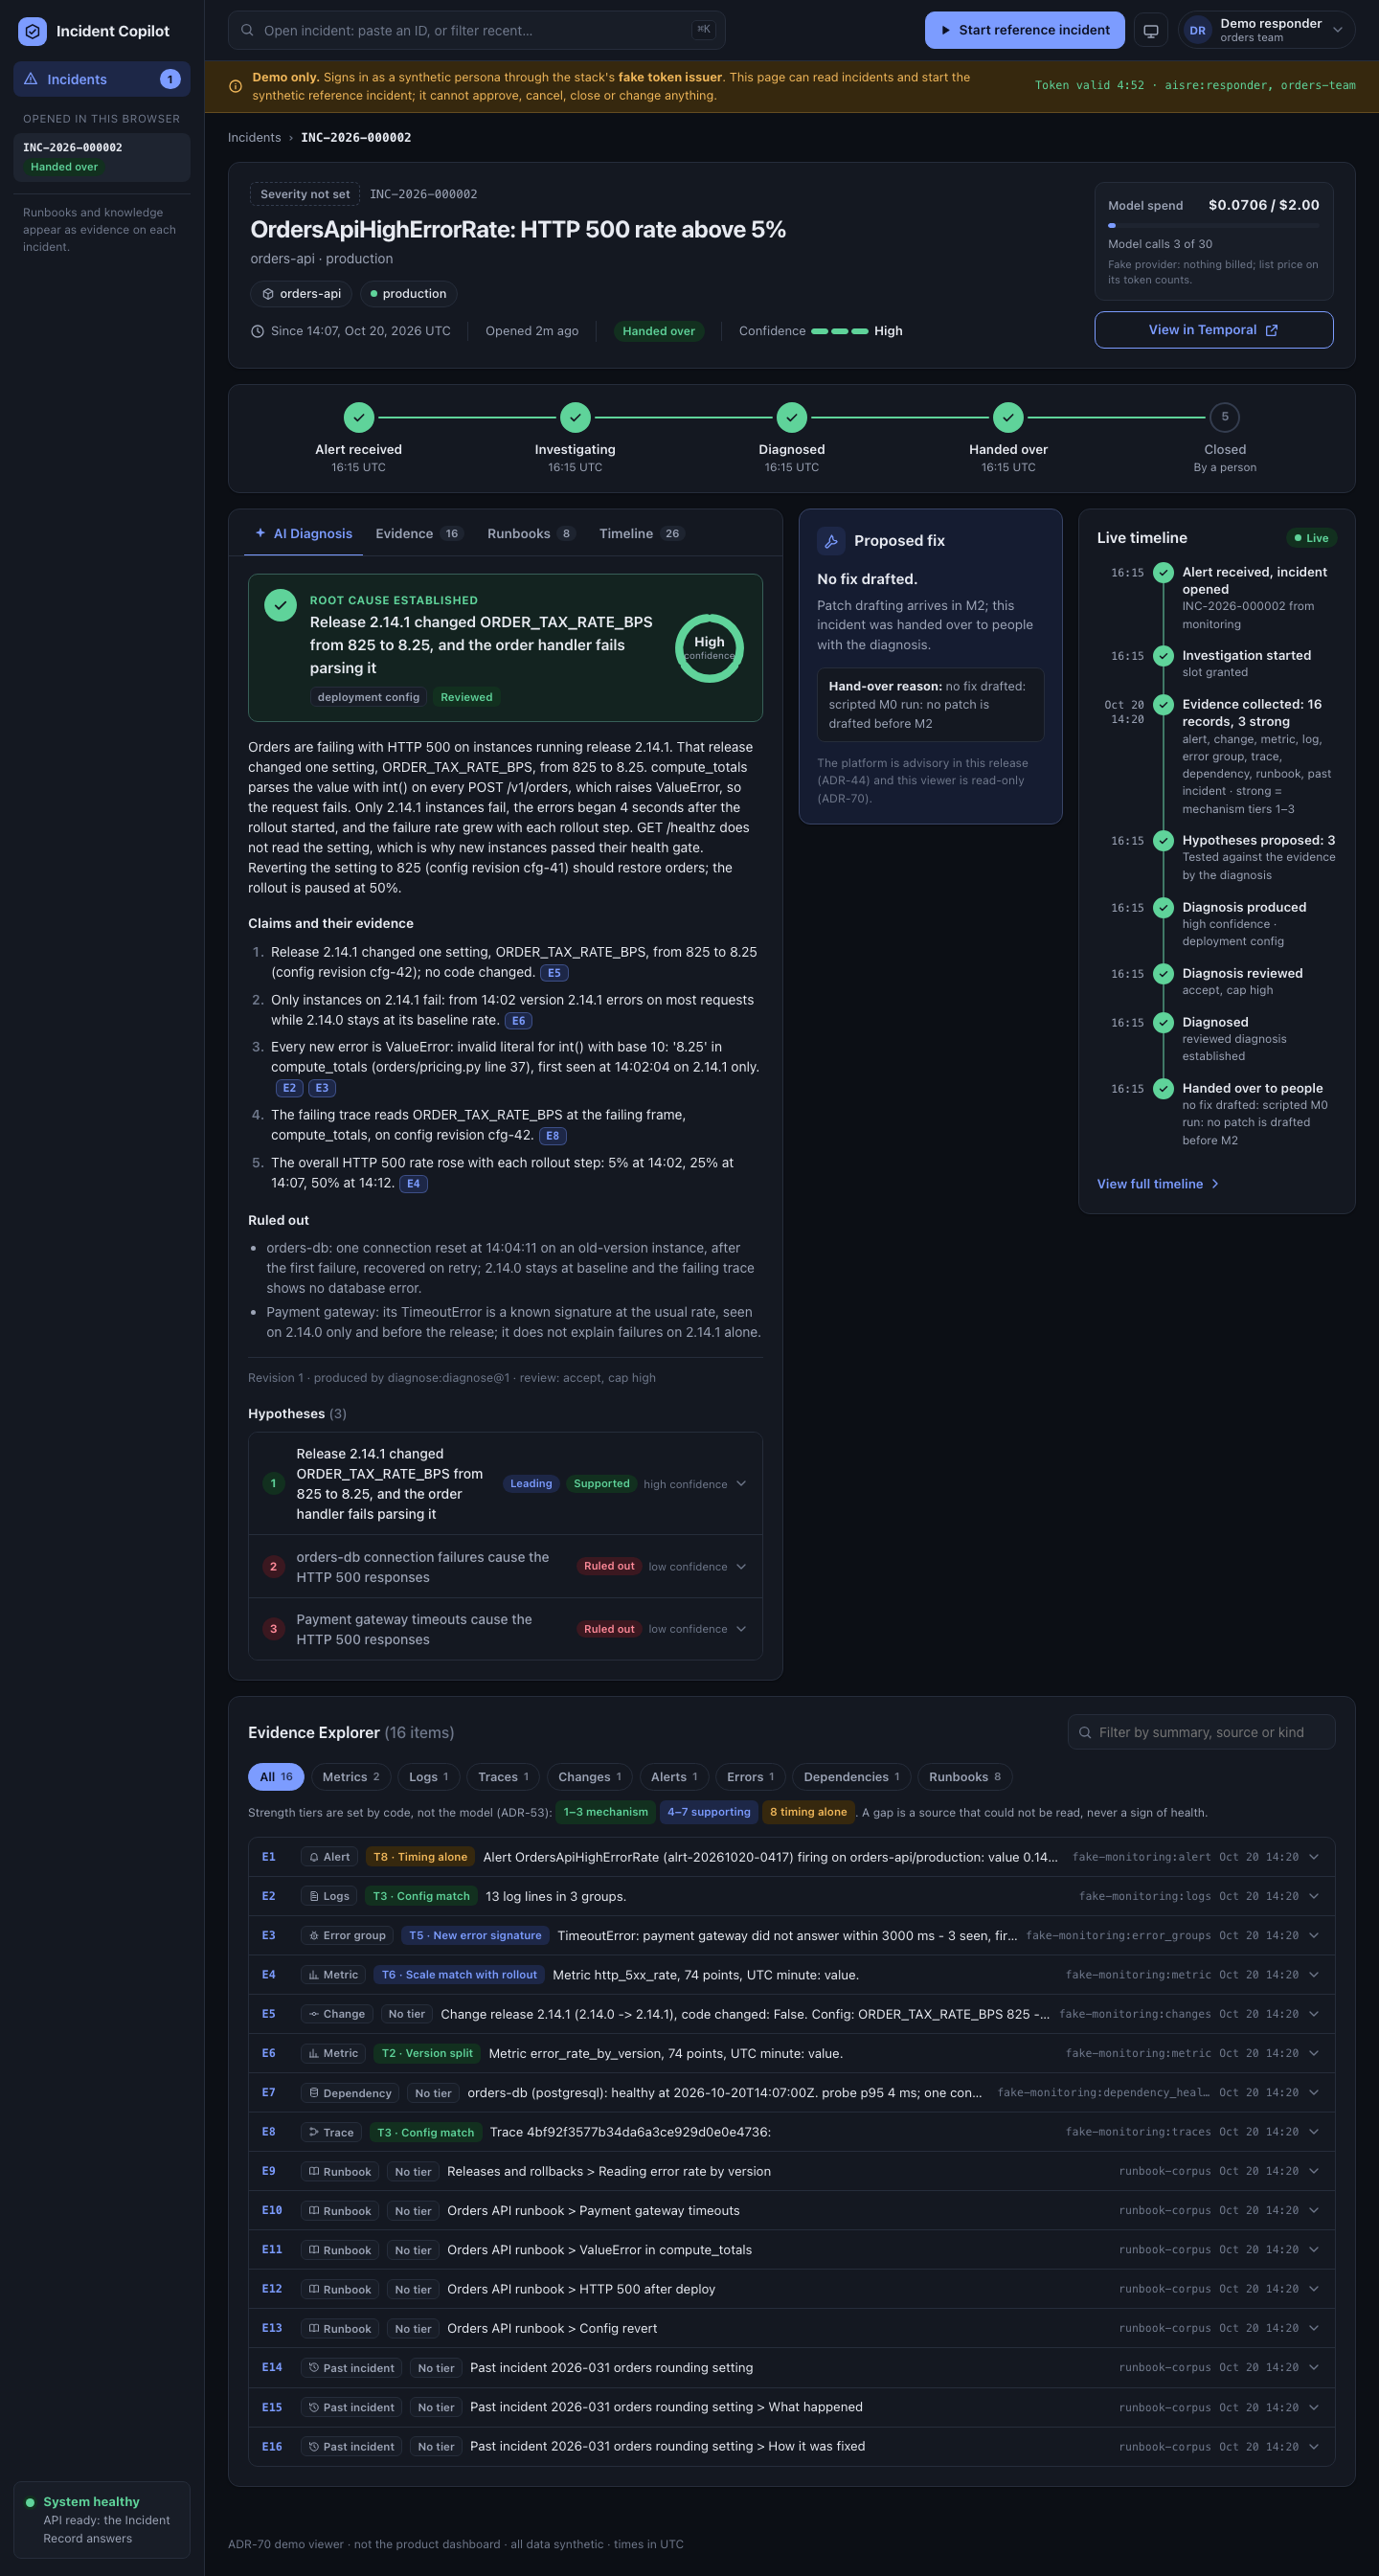 Incident Copilot
Open incident: paste an ID, or filter recent...
⌘K
Start reference incident
DR
Demo responder
orders team
Incidents
1
OPENED IN THIS BROWSER
INC-2026-000002
Handed over
Runbooks and knowledge
appear as evidence on each
incident.
Demo only. Signs in as a synthetic persona through the stack's fake token issuer. This page can read incidents and start the
synthetic reference incident; it cannot approve, cancel, close or change anything.
Token valid 4:52 · aisre:responder, orders-team
Incidents › INC-2026-000002
Severity not set INC-2026-000002
OrdersApiHighErrorRate: HTTP 500 rate above 5%
orders-api · production
orders-api
production
Since 14:07, Oct 20, 2026 UTC
Opened 2m ago
Handed over
Confidence High
Model spend $0.0706 / $2.00
Model calls 3 of 30
Fake provider: nothing billed; list price on
its token counts.
View in Temporal
5
Alert received
Investigating
Diagnosed
Handed over
Closed
16:15 UTC
16:15 UTC
16:15 UTC
16:15 UTC
By a person
AI Diagnosis
Evidence 16
Runbooks 8
Timeline 26
ROOT CAUSE ESTABLISHED
Release 2.14.1 changed ORDER_TAX_RATE_BPS
from 825 to 8.25, and the order handler fails
parsing it
deployment config
Reviewed
High
confidence
Orders are failing with HTTP 500 on instances running release 2.14.1. That release
changed one setting, ORDER_TAX_RATE_BPS, from 825 to 8.25. compute_totals
parses the value with int() on every POST /v1/orders, which raises ValueError, so
the request fails. Only 2.14.1 instances fail, the errors began 4 seconds after the
rollout started, and the failure rate grew with each rollout step. GET /healthz does
not read the setting, which is why new instances passed their health gate.
Reverting the setting to 825 (config revision cfg-41) should restore orders; the
rollout is paused at 50%.
Claims and their evidence
1. Release 2.14.1 changed one setting, ORDER_TAX_RATE_BPS, from 825 to 8.25
(config revision cfg-42); no code changed. E5
2. Only instances on 2.14.1 fail: from 14:02 version 2.14.1 errors on most requests
while 2.14.0 stays at its baseline rate. E6
3. Every new error is ValueError: invalid literal for int() with base 10: '8.25' in
compute_totals (orders/pricing.py line 37), first seen at 14:02:04 on 2.14.1 only.
E2 E3
4. The failing trace reads ORDER_TAX_RATE_BPS at the failing frame,
compute_totals, on config revision cfg-42. E8
5. The overall HTTP 500 rate rose with each rollout step: 5% at 14:02, 25% at
14:07, 50% at 14:12. E4
Ruled out
• orders-db: one connection reset at 14:04:11 on an old-version instance, after
the first failure, recovered on retry; 2.14.0 stays at baseline and the failing trace
shows no database error.
• Payment gateway: its TimeoutError is a known signature at the usual rate, seen
on 2.14.0 only and before the release; it does not explain failures on 2.14.1 alone.
Revision 1 · produced by diagnose:diagnose@1 · review: accept, cap high
Hypotheses (3)
1
Release 2.14.1 changed
ORDER_TAX_RATE_BPS from
825 to 8.25, and the order
handler fails parsing it
Leading
Supported
high confidence
2
orders-db connection failures cause the
HTTP 500 responses
Ruled out
low confidence
3
Payment gateway timeouts cause the
HTTP 500 responses
Ruled out
low confidence
Proposed fix
No fix drafted.
Patch drafting arrives in M2; this
incident was handed over to people
with the diagnosis.
Hand-over reason: no fix drafted:
scripted M0 run: no patch is
drafted before M2
The platform is advisory in this release
(ADR-44) and this viewer is read-only
(ADR-70).
Live timeline
Live
16:15 Alert received, incident
opened
INC-2026-000002 from
monitoring
16:15 Investigation started
slot granted
Oct 20
14:20
Evidence collected: 16
records, 3 strong
alert, change, metric, log,
error group, trace,
dependency, runbook, past
incident · strong =
mechanism tiers 1–3
16:15 Hypotheses proposed: 3
Tested against the evidence
by the diagnosis
16:15 Diagnosis produced
high confidence ·
deployment config
16:15 Diagnosis reviewed
accept, cap high
16:15 Diagnosed
reviewed diagnosis
established
16:15 Handed over to people
no fix drafted: scripted M0
run: no patch is drafted
before M2
View full timeline
Evidence Explorer (16 items)
Filter by summary, source or kind
All 16
Metrics 2
Logs 1
Traces 1
Changes 1
Alerts 1
Errors 1
Dependencies 1
Runbooks 8
Strength tiers are set by code, not the model (ADR-53): 1–3 mechanism 4–7 supporting 8 timing alone. A gap is a source that could not be read, never a sign of health.
E1 Alert T8 · Timing alone Alert OrdersApiHighErrorRate (alrt-20261020-0417) firing on orders-api/production: value 0.14... fake-monitoring:alert Oct 20 14:20
E2 Logs T3 · Config match 13 log lines in 3 groups. fake-monitoring:logs Oct 20 14:20
E3 Error group T5 · New error signature TimeoutError: payment gateway did not answer within 3000 ms - 3 seen, fir... fake-monitoring:error_groups Oct 20 14:20
E4 Metric T6 · Scale match with rollout Metric http_5xx_rate, 74 points, UTC minute: value. fake-monitoring:metric Oct 20 14:20
E5 Change No tier Change release 2.14.1 (2.14.0 -> 2.14.1), code changed: False. Config: ORDER_TAX_RATE_BPS 825 -... fake-monitoring:changes Oct 20 14:20
E6 Metric T2 · Version split Metric error_rate_by_version, 74 points, UTC minute: value. fake-monitoring:metric Oct 20 14:20
E7 Dependency No tier orders-db (postgresql): healthy at 2026-10-20T14:07:00Z. probe p95 4 ms; one con... fake-monitoring:dependency_heal... Oct 20 14:20
E8 Trace T3 · Config match Trace 4bf92f3577b34da6a3ce929d0e0e4736: fake-monitoring:traces Oct 20 14:20
E9 Runbook No tier Releases and rollbacks > Reading error rate by version runbook-corpus Oct 20 14:20
E10 Runbook No tier Orders API runbook > Payment gateway timeouts runbook-corpus Oct 20 14:20
E11 Runbook No tier Orders API runbook > ValueError in compute_totals runbook-corpus Oct 20 14:20
E12 Runbook No tier Orders API runbook > HTTP 500 after deploy runbook-corpus Oct 20 14:20
E13 Runbook No tier Orders API runbook > Config revert runbook-corpus Oct 20 14:20
E14 Past incident No tier Past incident 2026-031 orders rounding setting runbook-corpus Oct 20 14:20
E15 Past incident No tier Past incident 2026-031 orders rounding setting > What happened runbook-corpus Oct 20 14:20
E16 Past incident No tier Past incident 2026-031 orders rounding setting > How it was fixed runbook-corpus Oct 20 14:20
System healthy
API ready: the Incident
Record answers
ADR-70 demo viewer · not the product dashboard · all data synthetic · times in UTC